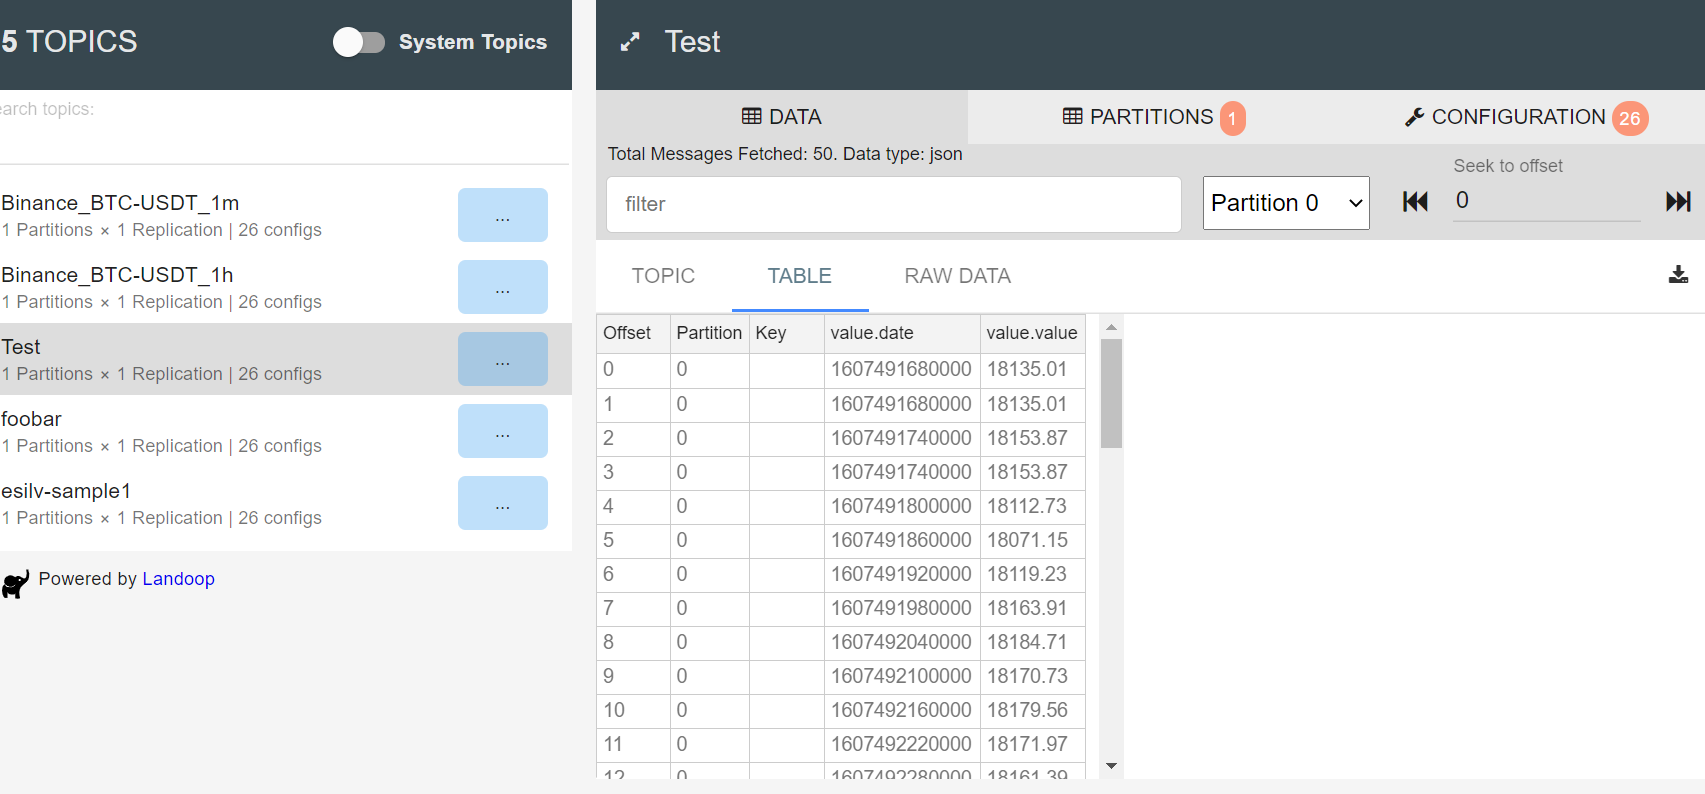 5 TOPICS
System Topics
earch topics:
Binance_BTC-USDT_1m
1 Partitions × 1 Replication | 26 configs
...
Binance_BTC-USDT_1h
1 Partitions × 1 Replication | 26 configs
...
Test
1 Partitions × 1 Replication | 26 configs
...
foobar
1 Partitions × 1 Replication | 26 configs
...
esilv-sample1
1 Partitions × 1 Replication | 26 configs
...
Powered by Landoop
Test
DATA PARTITIONS 1 CONFIGURATION 26
Total Messages Fetched: 50. Data type: json
Seek to offset
filter Partition 0 0
TOPIC TABLE RAW DATA
Offset Partition Key value.date value.value
0 0 1607491680000 18135.01
1 0 1607491680000 18135.01
2 0 1607491740000 18153.87
3 0 1607491740000 18153.87
4 0 1607491800000 18112.73
5 0 1607491860000 18071.15
6 0 1607491920000 18119.23
7 0 1607491980000 18163.91
8 0 1607492040000 18184.71
9 0 1607492100000 18170.73
10 0 1607492160000 18179.56
11 0 1607492220000 18171.97
12 0 1607492280000 18161.39